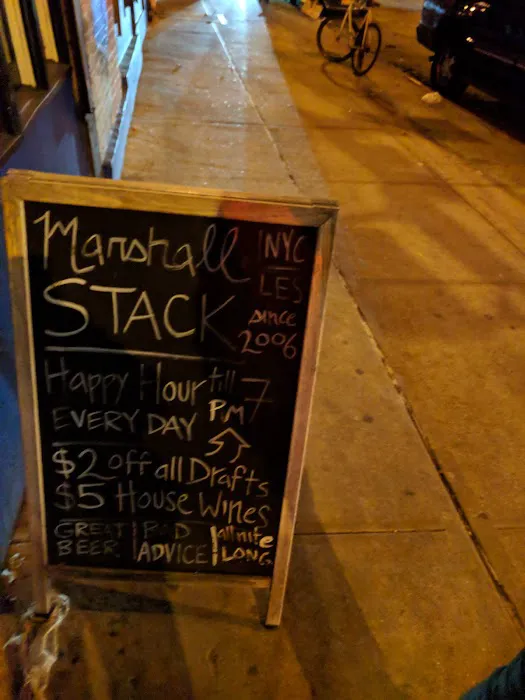 Marshall
STACK
NYC
LES
since
2006
Happy Hour till 7
EVERY DAY PM
$2 off all Drafts
$5 House Wines
GREAT BEER
BAD ADVICE
all nite LONG